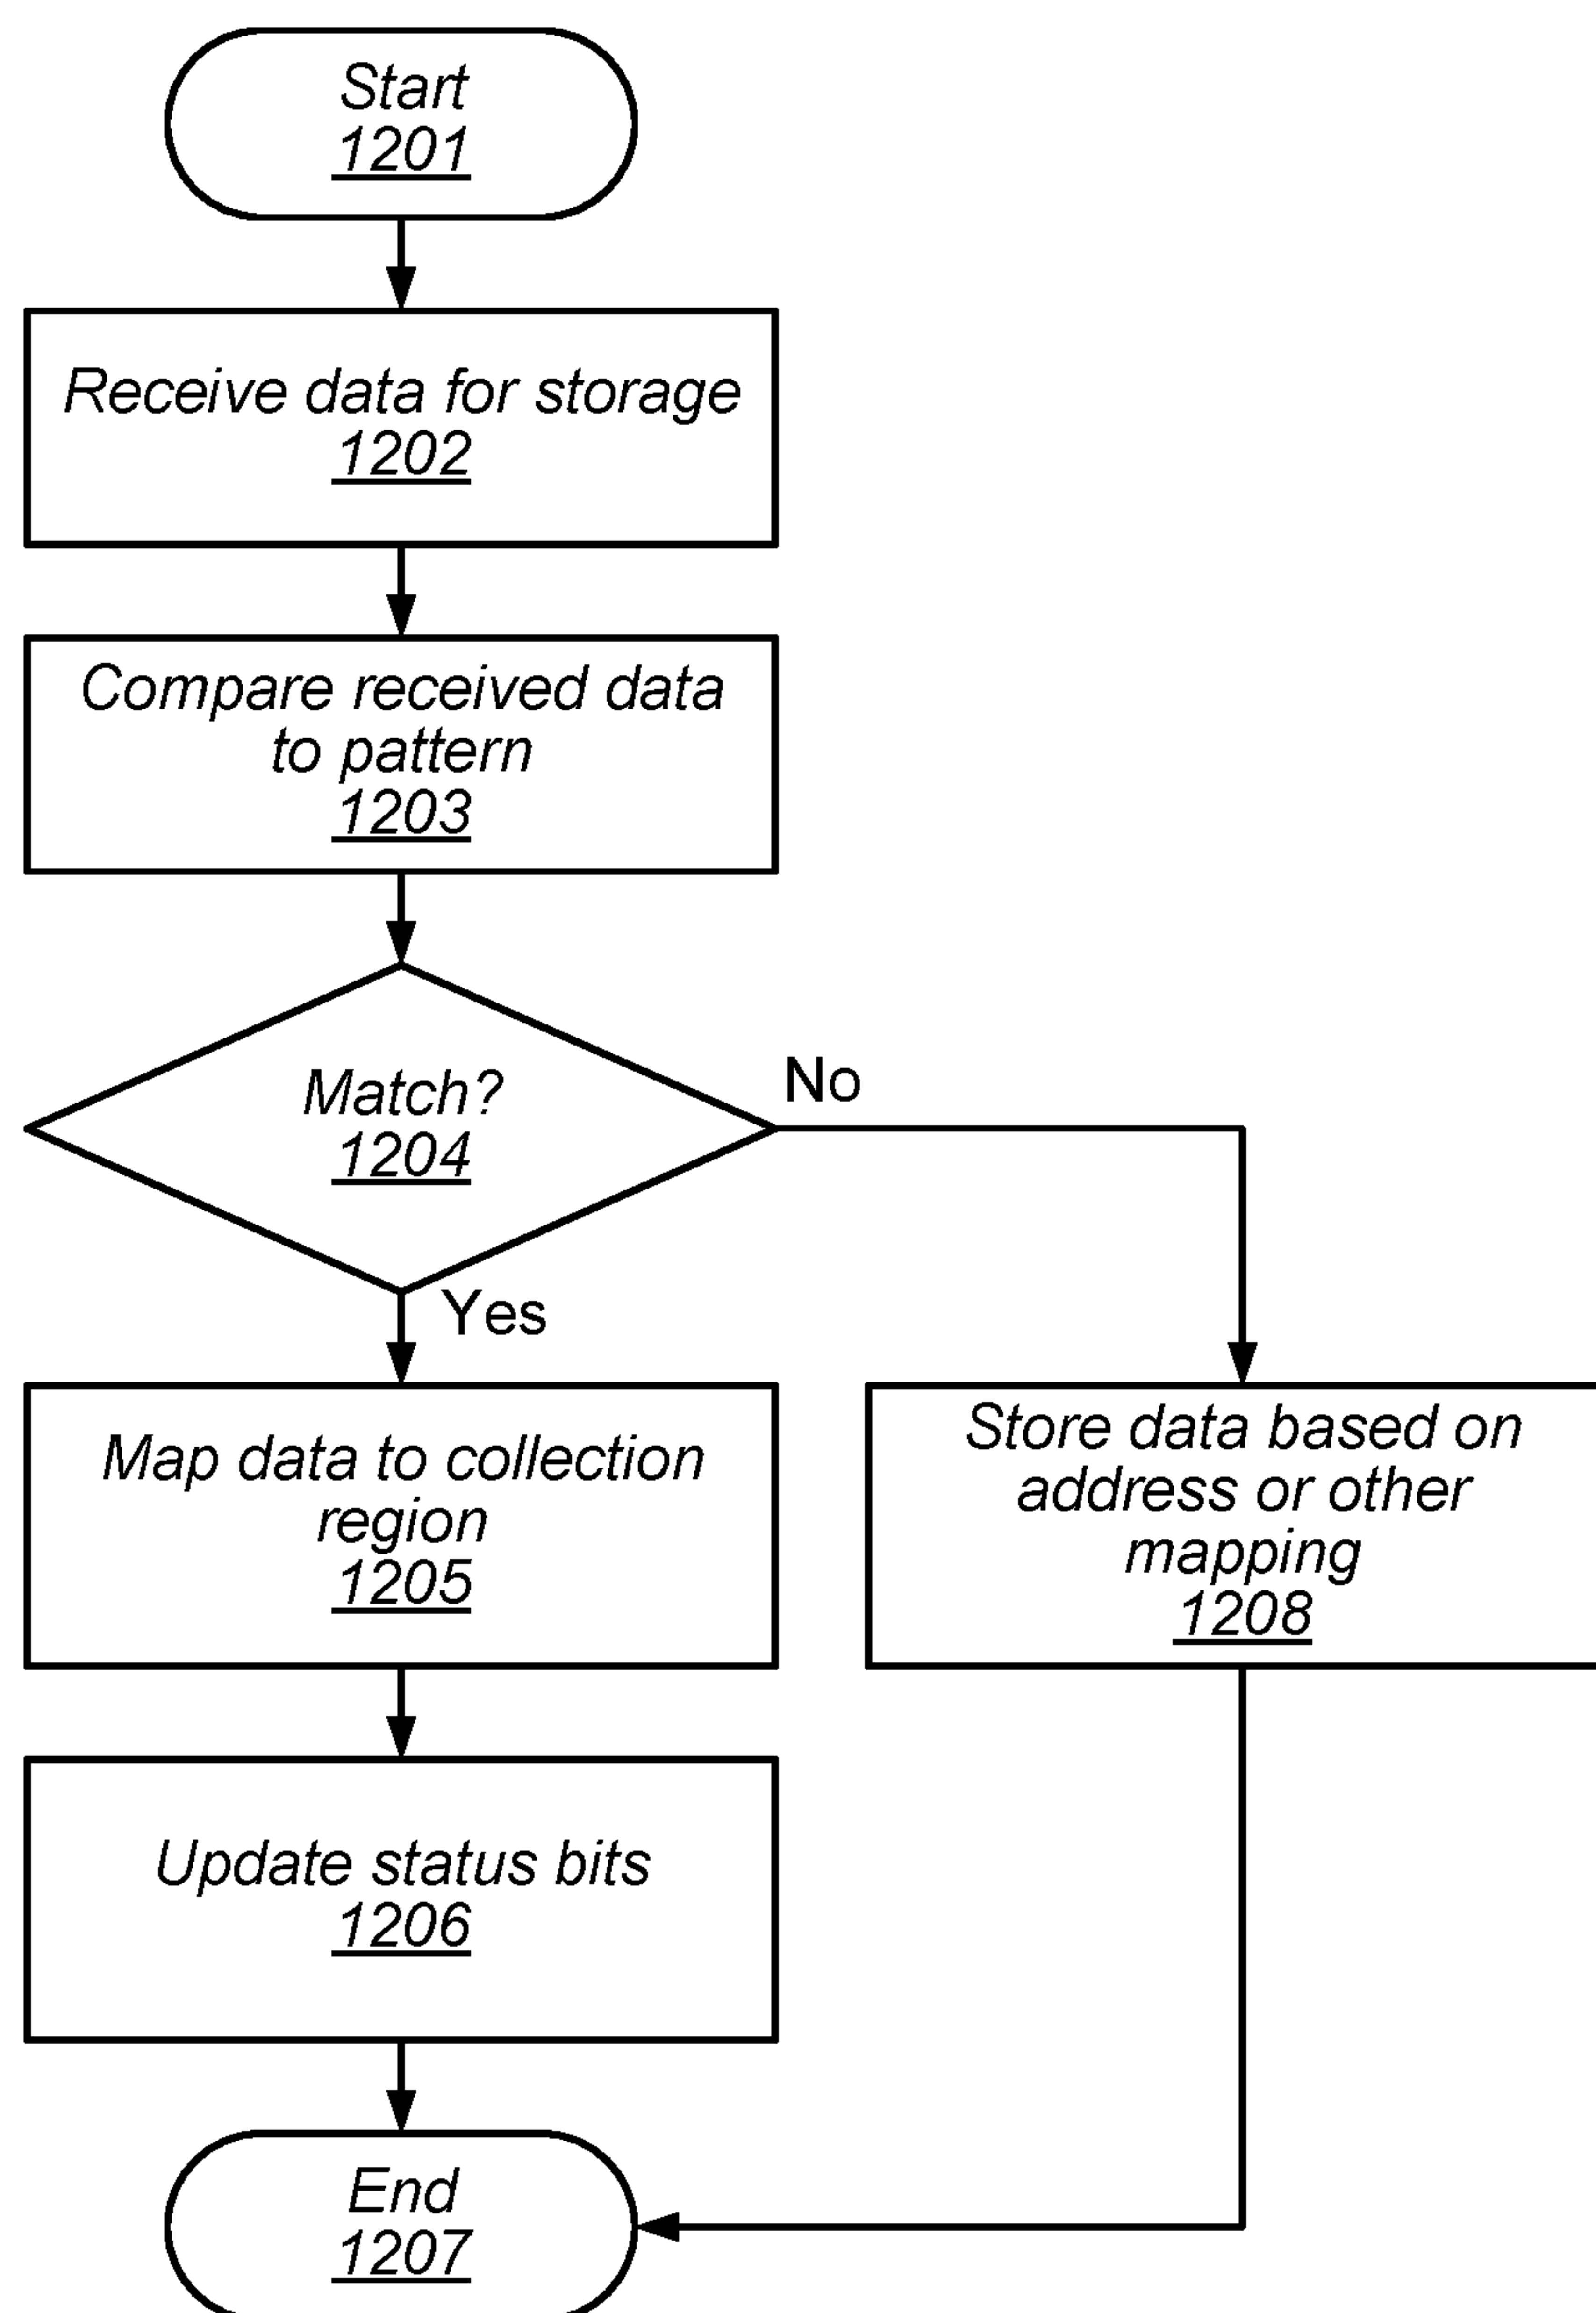 Start
1201
Receive data for storage
1202
Compare received data
to pattern
1203
Match?
1204
No
Yes
Map data to collection
region
1205
Store data based on
address or other
mapping
1208
Update status bits
1206
End
1207